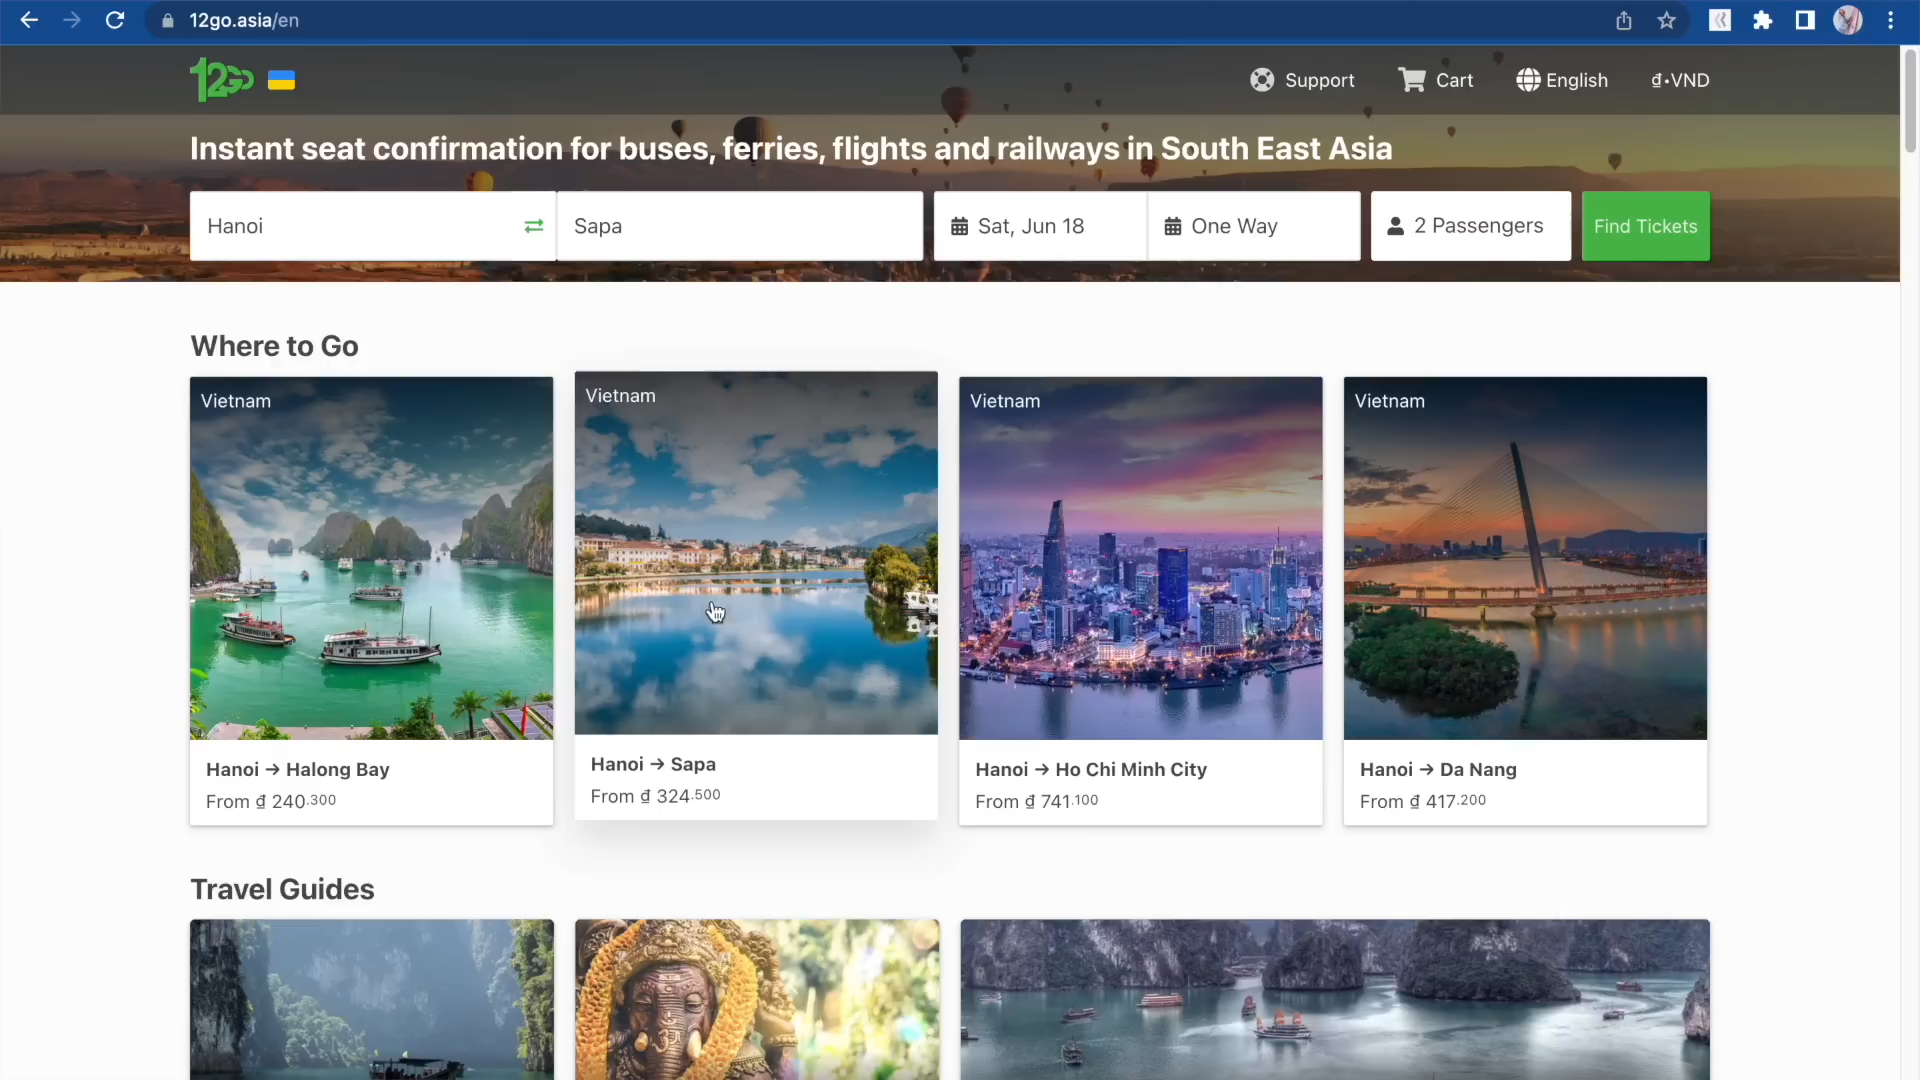 12go.asia/en
12GO
Support
Cart
English
₫•VND
Instant seat confirmation for buses, ferries, flights and railways in South East Asia
Hanoi
Sapa
Sat, Jun 18
One Way
2 Passengers
Find Tickets
Where to Go
Vietnam
Vietnam
Vietnam
Vietnam
Hanoi → Halong Bay
From ₫ 240.300
Hanoi → Sapa
From ₫ 324.500
Hanoi → Ho Chi Minh City
From ₫ 741.100
Hanoi → Da Nang
From ₫ 417.200
Travel Guides